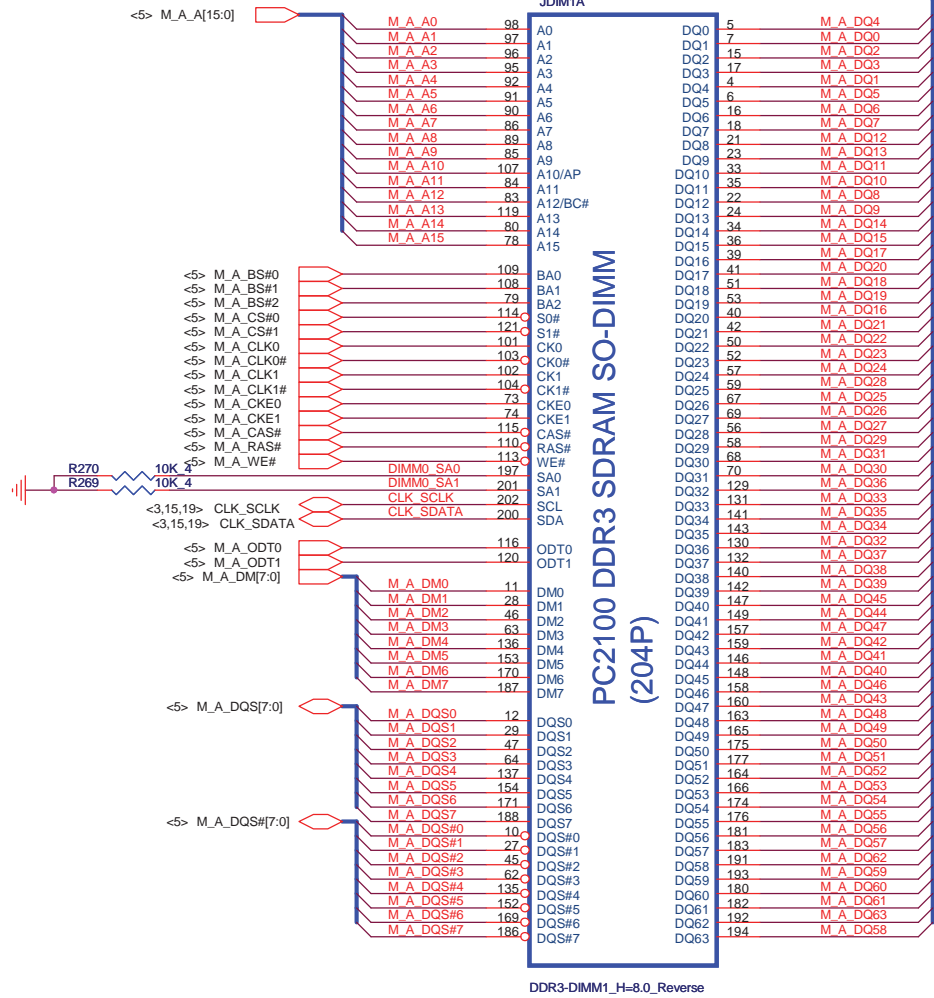 JDIM1A
<5> M_A_A[15:0]
M_A_A0 98 A0 DQ0 5 M_A_DQ4
M_A_A1 97 A1 DQ1 7 M_A_DQ0
M_A_A2 96 A2 DQ2 15 M_A_DQ2
M_A_A3 95 A3 DQ3 17 M_A_DQ3
M_A_A4 92 A4 DQ4 4 M_A_DQ1
M_A_A5 91 A5 DQ5 6 M_A_DQ5
M_A_A6 90 A6 DQ6 16 M_A_DQ6
M_A_A7 86 A7 DQ7 18 M_A_DQ7
M_A_A8 89 A8 DQ8 21 M_A_DQ12
M_A_A9 85 A9 DQ9 23 M_A_DQ13
M_A_A10 107 A10/AP DQ10 33 M_A_DQ11
M_A_A11 84 A11 DQ11 35 M_A_DQ10
M_A_A12 83 A12/BC# DQ12 22 M_A_DQ8
M_A_A13 119 A13 DQ13 24 M_A_DQ9
M_A_A14 80 A14 DQ14 34 M_A_DQ14
M_A_A15 78 A15 DQ15 36 M_A_DQ15
DQ16 39 M_A_DQ17
<5> M_A_BS#0 109 BA0 DQ17 41 M_A_DQ20
<5> M_A_BS#1 108 BA1 DQ18 51 M_A_DQ18
<5> M_A_BS#2 79 BA2 DQ19 53 M_A_DQ19
<5> M_A_CS#0 114 S0# DQ20 40 M_A_DQ16
<5> M_A_CS#1 121 S1# DQ21 42 M_A_DQ21
<5> M_A_CLK0 101 CK0 DQ22 50 M_A_DQ22
<5> M_A_CLK0# 103 CK0# DQ23 52 M_A_DQ23
<5> M_A_CLK1 102 CK1 DQ24 57 M_A_DQ24
<5> M_A_CLK1# 104 CK1# DQ25 59 M_A_DQ28
<5> M_A_CKE0 73 CKE0 DQ26 67 M_A_DQ25
<5> M_A_CKE1 74 CKE1 DQ27 69 M_A_DQ26
<5> M_A_CAS# 115 CAS# DQ28 56 M_A_DQ27
<5> M_A_RAS# 110 RAS# DQ29 58 M_A_DQ29
<5> M_A_WE# 113 WE# DQ30 68 M_A_DQ31
R270 10K_4 DIMM0_SA0 197 SA0 DQ31 70 M_A_DQ30
R269 10K_4 DIMM0_SA1 201 SA1 DQ32 129 M_A_DQ36
<3,15,19> CLK_SCLK CLK_SCLK 202 SCL DQ33 131 M_A_DQ33
<3,15,19> CLK_SDATA CLK_SDATA 200 SDA DQ34 141 M_A_DQ35
DQ35 143 M_A_DQ34
<5> M_A_ODT0 116 ODT0 DQ36 130 M_A_DQ32
<5> M_A_ODT1 120 ODT1 DQ37 132 M_A_DQ37
<5> M_A_DM[7:0] DQ38 140 M_A_DQ38
M_A_DM0 11 DM0 DQ39 142 M_A_DQ39
M_A_DM1 28 DM1 DQ40 147 M_A_DQ45
M_A_DM2 46 DM2 DQ41 149 M_A_DQ44
M_A_DM3 63 DM3 DQ42 157 M_A_DQ47
M_A_DM4 136 DM4 DQ43 159 M_A_DQ42
M_A_DM5 153 DM5 DQ44 146 M_A_DQ41
M_A_DM6 170 DM6 DQ45 148 M_A_DQ40
M_A_DM7 187 DM7 DQ46 158 M_A_DQ46
<5> M_A_DQS[7:0] DQ47 160 M_A_DQ43
M_A_DQS0 12 DQS0 DQ48 163 M_A_DQ48
M_A_DQS1 29 DQS1 DQ49 165 M_A_DQ49
M_A_DQS2 47 DQS2 DQ50 175 M_A_DQ50
M_A_DQS3 64 DQS3 DQ51 177 M_A_DQ51
M_A_DQS4 137 DQS4 DQ52 164 M_A_DQ52
M_A_DQS5 154 DQS5 DQ53 166 M_A_DQ53
M_A_DQS6 171 DQS6 DQ54 174 M_A_DQ54
M_A_DQS7 188 DQS7 DQ55 176 M_A_DQ55
<5> M_A_DQS#[7:0] M_A_DQS#0 10 DQS#0 DQ56 181 M_A_DQ56
M_A_DQS#1 27 DQS#1 DQ57 183 M_A_DQ57
M_A_DQS#2 45 DQS#2 DQ58 191 M_A_DQ62
M_A_DQS#3 62 DQS#3 DQ59 193 M_A_DQ59
M_A_DQS#4 135 DQS#4 DQ60 180 M_A_DQ60
M_A_DQS#5 152 DQS#5 DQ61 182 M_A_DQ61
M_A_DQS#6 169 DQS#6 DQ62 192 M_A_DQ63
M_A_DQS#7 186 DQS#7 DQ63 194 M_A_DQ58
PC2100 DDR3 SDRAM SO-DIMM
(204P)
DDR3-DIMM1_H=8.0_Reverse